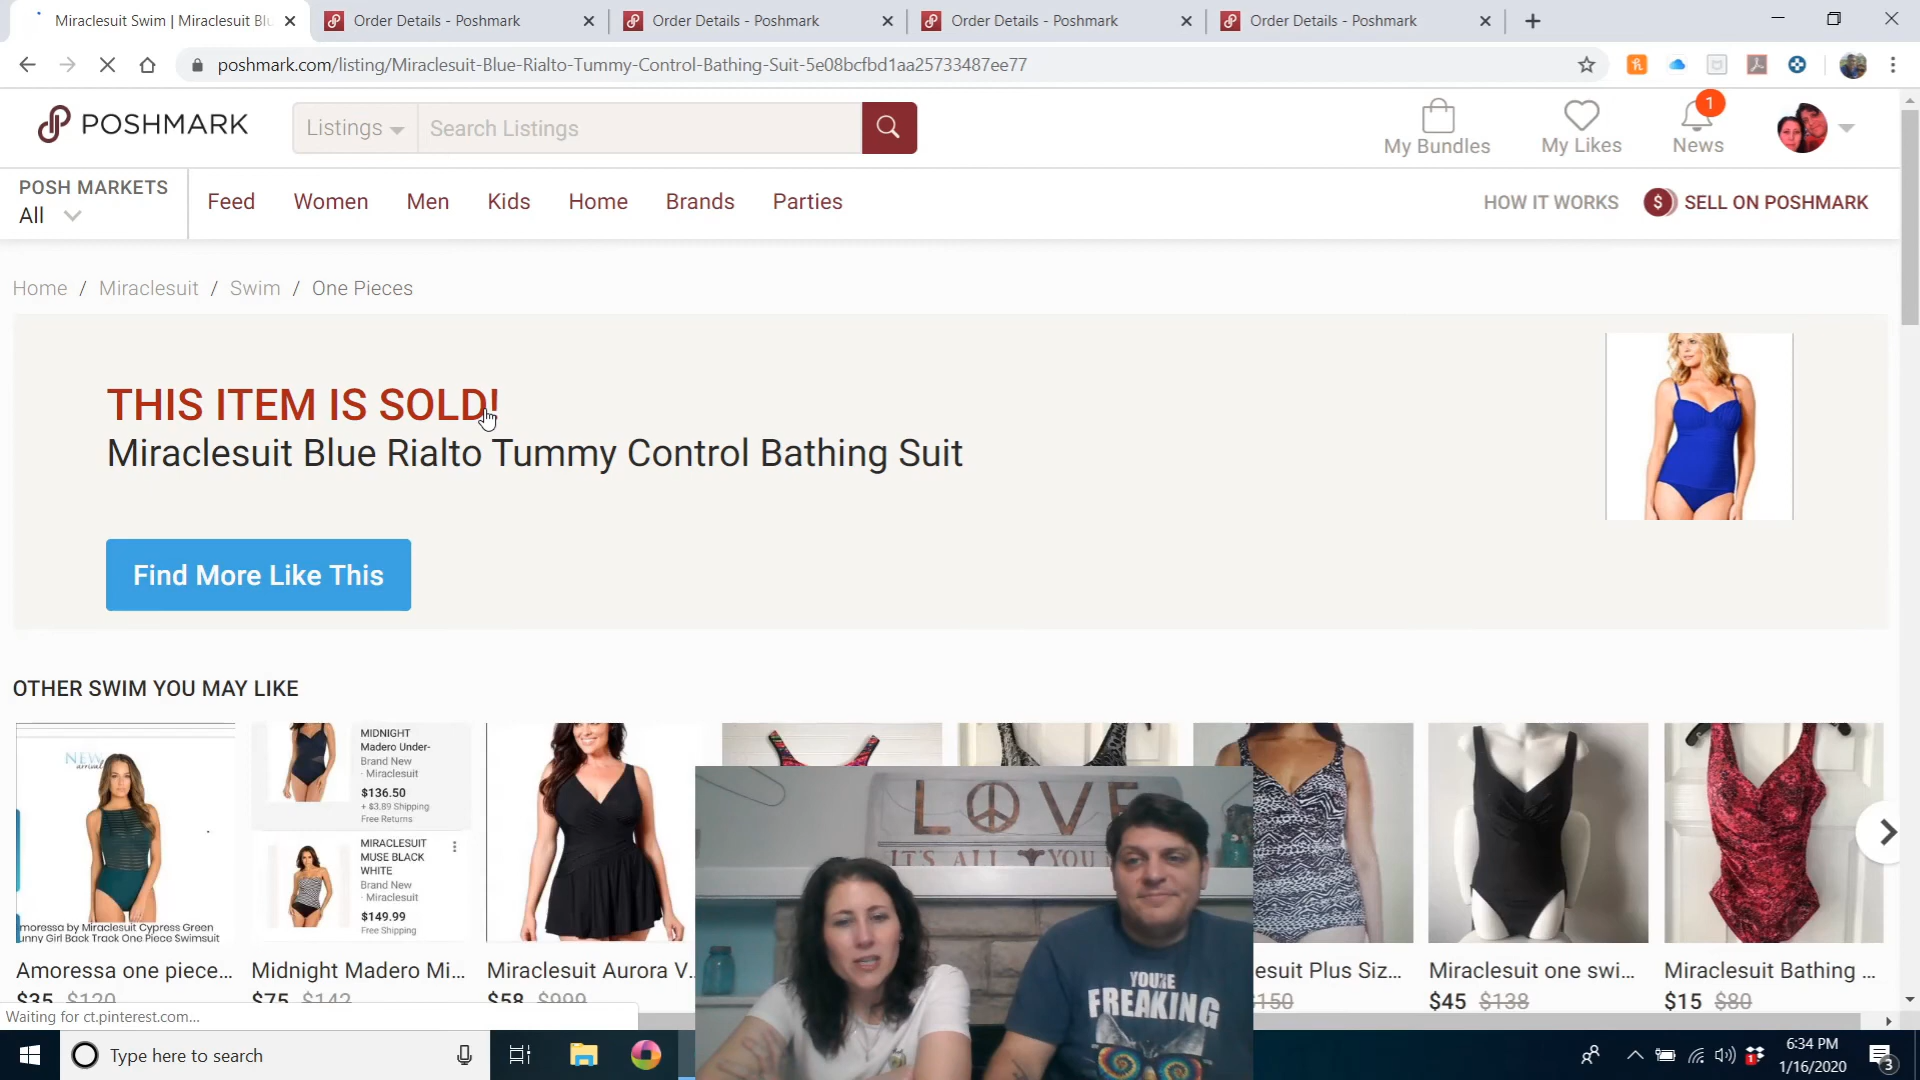 Miraclesuit Swim | Miraclesuit Blu
Order Details - Poshmark
Order Details - Poshmark
Order Details - Poshmark
Order Details - Poshmark
poshmark.com/listing/Miraclesuit-Blue-Rialto-Tummy-Control-Bathing-Suit-5e08bcfbd1aa25733487ee77
POSHMARK
Listings
Search Listings
My Bundles
My Likes
1
News
POSH MARKETS
All
Feed
Women
Men
Kids
Home
Brands
Parties
HOW IT WORKS
$ SELL ON POSHMARK
Home / Miraclesuit / Swim / One Pieces
THIS ITEM IS SOLD!
Miraclesuit Blue Rialto Tummy Control Bathing Suit
Find More Like This
OTHER SWIM YOU MAY LIKE
NEW
arrival
moressa by Miraclesuit Cypress Green
unny Girl Back Track One Piece Swimsuit
MIDNIGHT
Madero Under-
Brand New
· Miraclesuit
$136.50
+ $3.89 Shipping
Free Returns
MIRACLESUIT
MUSE BLACK
WHITE
Brand New
· Miraclesuit
$149.99
Free Shipping
Amoressa one piece...
$35 $120
Midnight Madero Mi...
$75 $142
Miraclesuit Aurora V...
$58 $999
esuit Plus Siz...
$150
Miraclesuit one swi...
$45 $138
Miraclesuit Bathing ...
$15 $80
LOVE
IT'S ALL YOU
YOU'RE
FREAKING
Waiting for ct.pinterest.com...
Type here to search
1
6:34 PM
1/16/2020
3